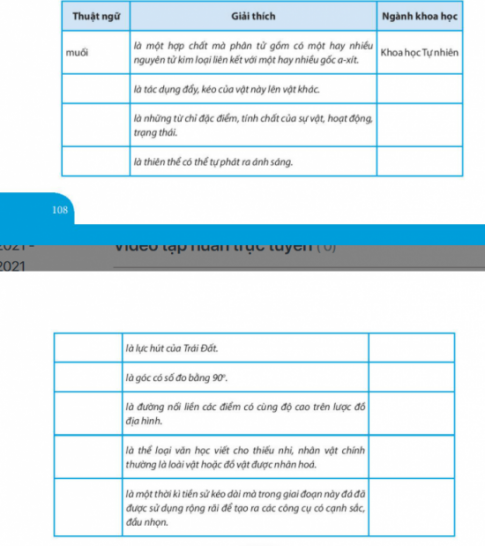 Thuật ngữ Giải thích Ngành khoa học
muối
là một hợp chất mà phân tử gồm có một hay nhiều
nguyên tử kim loại liên kết với một hay nhiều gốc a-xít.
Khoa học Tự nhiên
là tác dụng đẩy, kéo của vật này lên vật khác.
là những từ chỉ đặc điểm, tính chất của sự vật, hoạt động,
trạng thái.
là thiên thể có thể tự phát ra ánh sáng.
108
Video tập huấn trực tuyến ( 0)
2021
là lực hút của Trái Đất.
là góc có số đo bằng 90°.
là đường nối liền các điểm có cùng độ cao trên lược đồ
địa hình.
là thể loại văn học viết cho thiếu nhi, nhân vật chính
thường là loài vật hoặc đồ vật được nhân hoá.
là một thời kì tiền sử kéo dài mà trong giai đoạn này đá đã
được sử dụng rộng rãi để tạo ra các công cụ có cạnh sắc,
đầu nhọn.